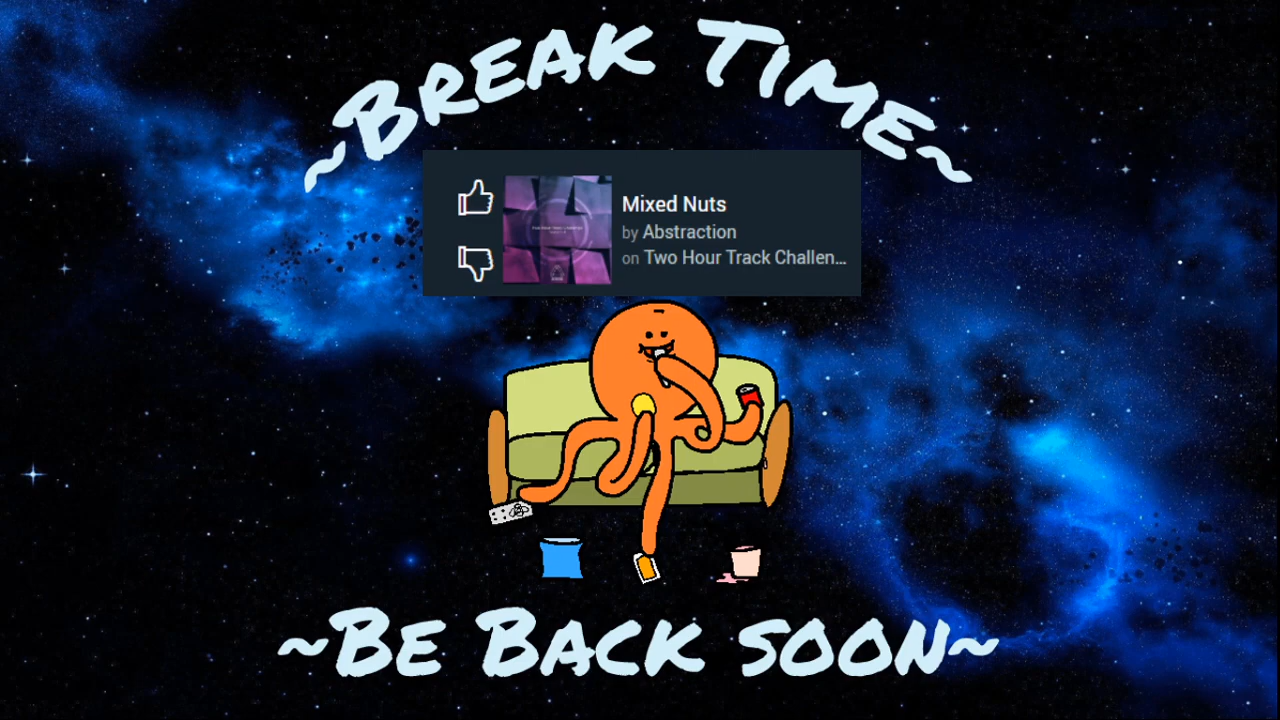 ~Break Time~
Mixed Nuts
by Abstraction
on Two Hour Track Challen...
~Be Back soon~